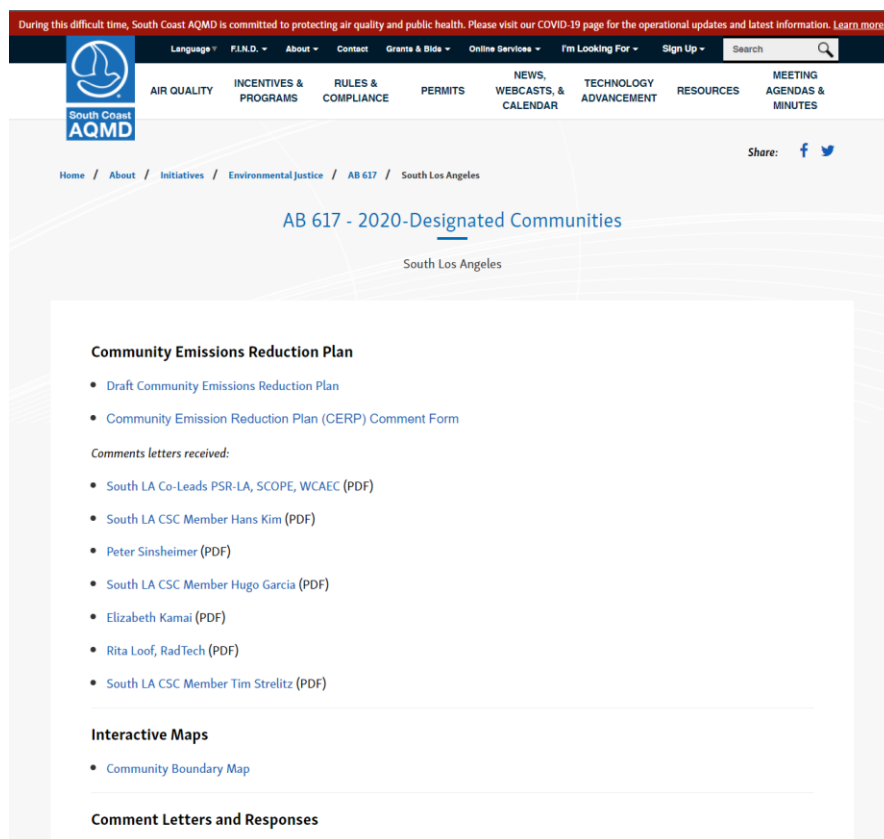 During this difficult time, South Coast AQMD is committed to protecting air quality and public health. Please visit our COVID-19 page for the operational updates and latest information. Learn more
Language F.I.N.D. About Contact Grants & Bids Online Services I'm Looking For Sign Up Search
South Coast
AQMD
AIR QUALITY
INCENTIVES &
PROGRAMS
RULES &
COMPLIANCE
PERMITS
NEWS,
WEBCASTS, &
CALENDAR
TECHNOLOGY
ADVANCEMENT
RESOURCES
MEETING
AGENDAS &
MINUTES
Share:
Home / About / Initiatives / Environmental Justice / AB 617 / South Los Angeles
AB 617 - 2020-Designated Communities
South Los Angeles
Community Emissions Reduction Plan
• Draft Community Emissions Reduction Plan
• Community Emission Reduction Plan (CERP) Comment Form
Comments letters received:
• South LA Co-Leads PSR-LA, SCOPE, WCAEC (PDF)
• South LA CSC Member Hans Kim (PDF)
• Peter Sinsheimer (PDF)
• South LA CSC Member Hugo Garcia (PDF)
• Elizabeth Kamai (PDF)
• Rita Loof, RadTech (PDF)
• South LA CSC Member Tim Strelitz (PDF)
Interactive Maps
• Community Boundary Map
Comment Letters and Responses